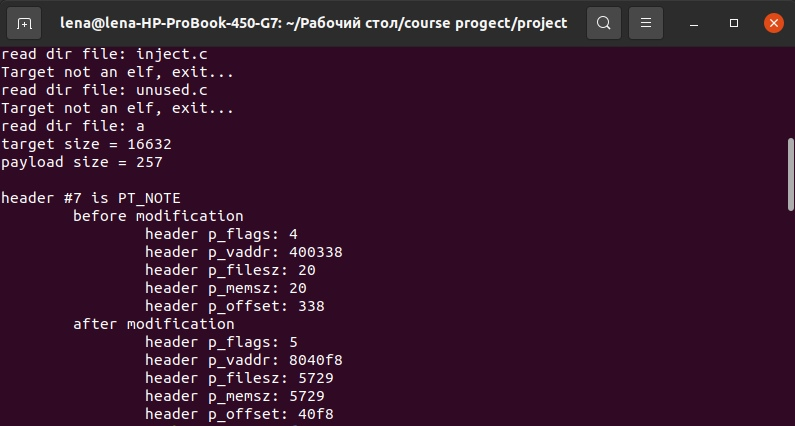 lena@lena-HP-ProBook-450-G7: ~/Рабочий стол/course progect/project
read dir file: inject.c
Target not an elf, exit...
read dir file: unused.c
Target not an elf, exit...
read dir file: a
target size = 16632
payload size = 257
header #7 is PT_NOTE
before modification
header p_flags: 4
header p_vaddr: 400338
header p_filesz: 20
header p_memsz: 20
header p_offset: 338
after modification
header p_flags: 5
header p_vaddr: 8040f8
header p_filesz: 5729
header p_memsz: 5729
header p_offset: 40f8